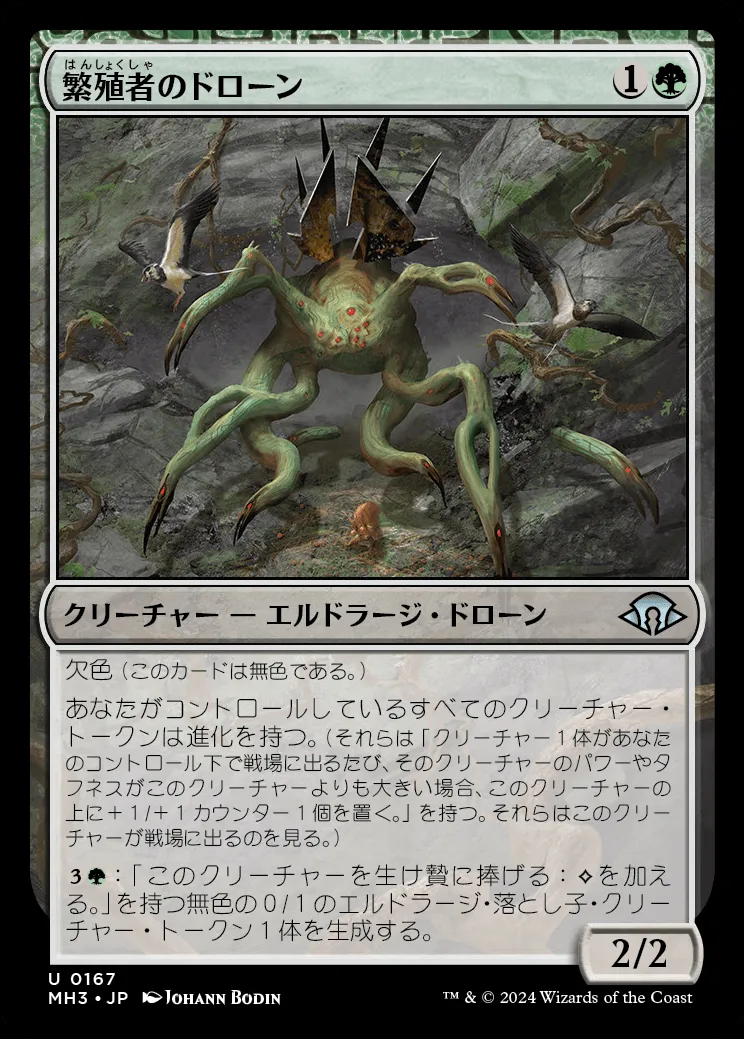 はんしょくしゃ
繁殖者のドローン 1
クリーチャー — エルドラージ・ドローン
欠色（このカードは無色である。）
あなたがコントロールしているすべてのクリーチャー・
トークンは進化を持つ。（それらは「クリーチャー１体があなた
のコントロール下で戦場に出るたび、そのクリーチャーのパワーやタ
フネスがこのクリーチャーよりも大きい場合、このクリーチャーの
上に＋１/＋１カウンター１個を置く。」を持つ。それらはこのクリー
チャーが戦場に出るのを見る。）
3：「このクリーチャーを生け贄に捧げる：を加え
る。」を持つ無色の０/１のエルドラージ・落とし子・クリー
チャー・トークン１体を生成する。
2/2
U 0167
MH3 • JP Johann Bodin
™ & © 2024 Wizards of the Coast